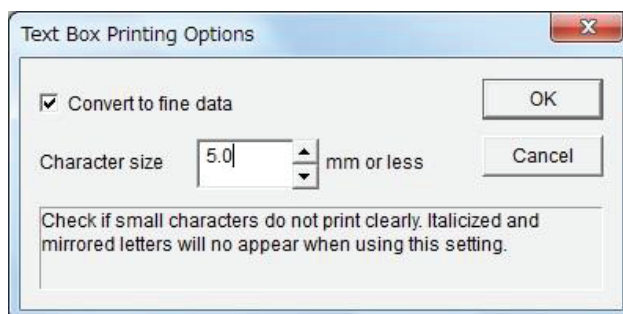 Text Box Printing Options
Convert to fine data
OK
Character size 5.0 mm or less
Cancel
Check if small characters do not print clearly. Italicized and
mirrored letters will no appear when using this setting.